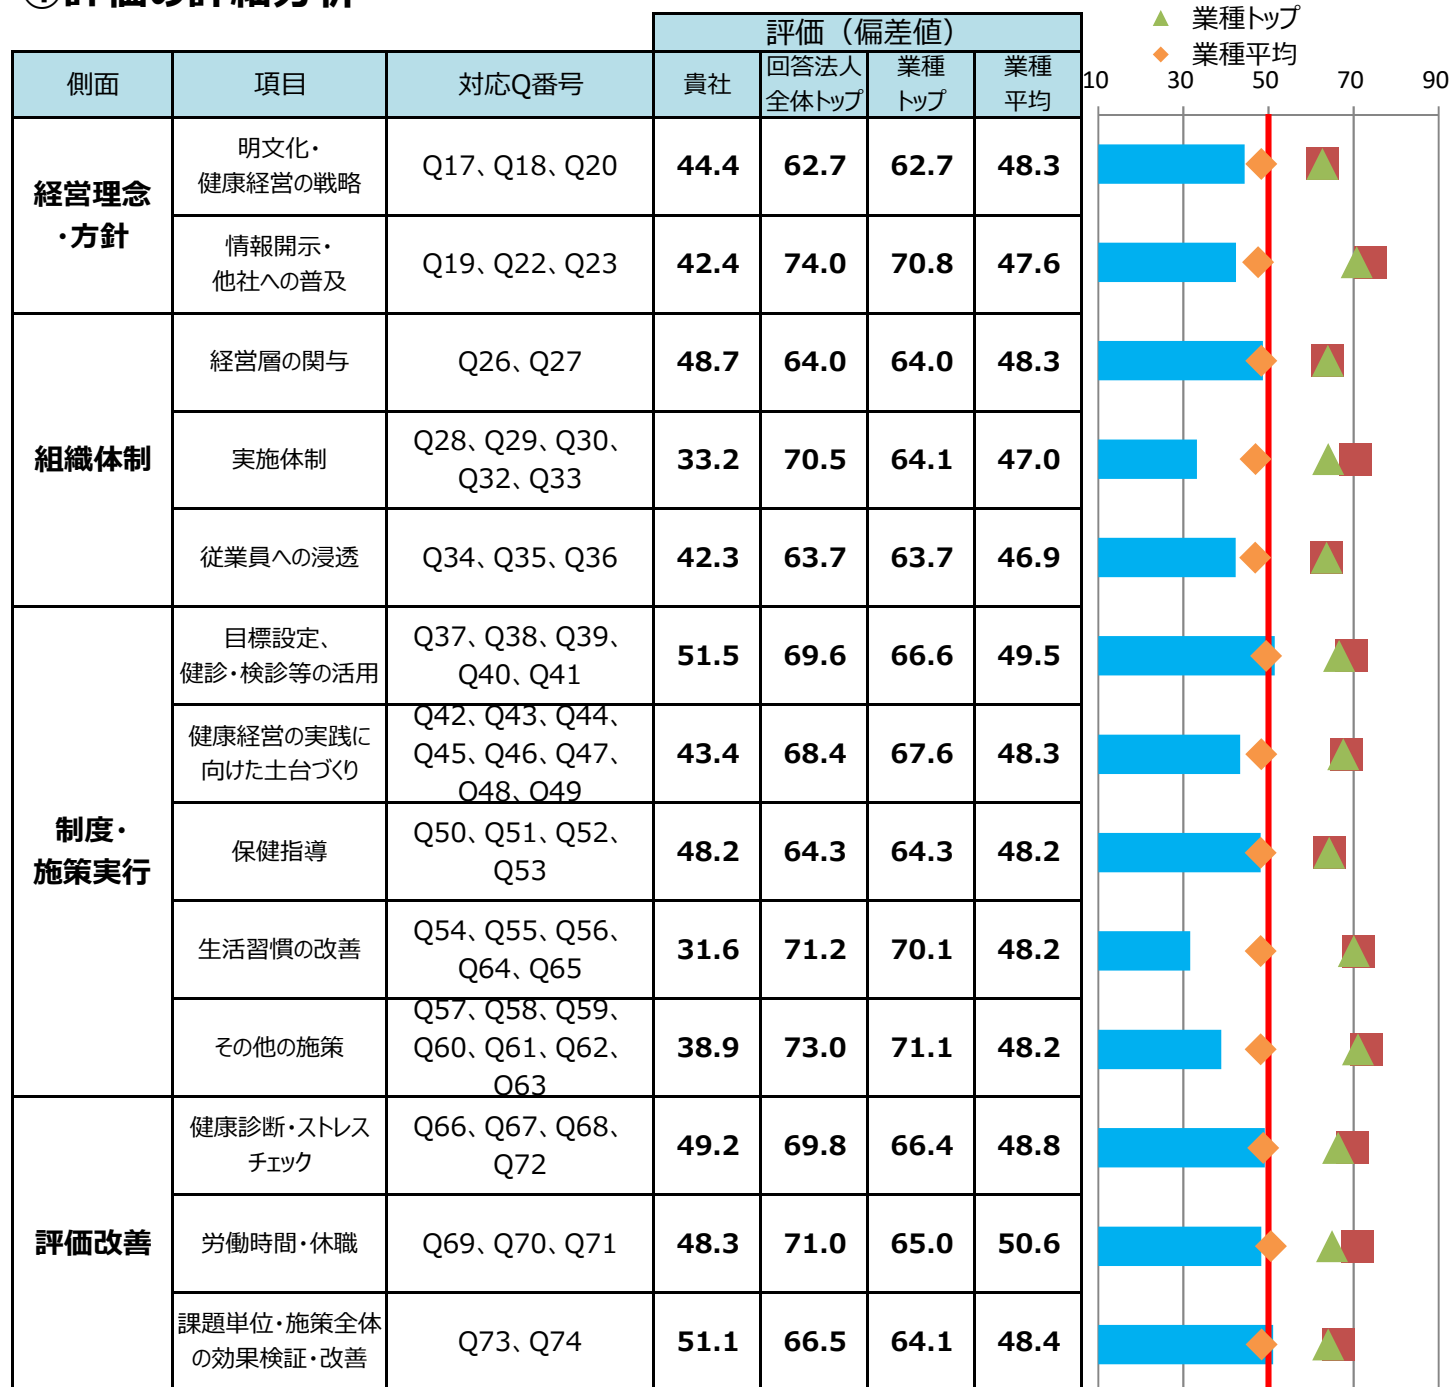 ①評価の詳細分析
▲ 業種トップ
◆ 業種平均
10 30 50 70 90
評価（偏差値）
側面 項目 対応Q番号 貴社 回答法人 業種 業種
全体トップ トップ 平均
経営理念
・方針
明文化・
健康経営の戦略
Q17、Q18、Q20
44.4 62.7 62.7 48.3
情報開示・
他社への普及
Q19、Q22、Q23
42.4 74.0 70.8 47.6
組織体制
経営層の関与
Q26、Q27
48.7 64.0 64.0 48.3
実施体制
Q28、Q29、Q30、
Q32、Q33
33.2 70.5 64.1 47.0
従業員への浸透
Q34、Q35、Q36
42.3 63.7 63.7 46.9
制度・
施策実行
目標設定、
健診・検診等の活用
Q37、Q38、Q39、
Q40、Q41
51.5 69.6 66.6 49.5
健康経営の実践に
向けた土台づくり
Q42、Q43、Q44、
Q45、Q46、Q47、
Q48、Q49
43.4 68.4 67.6 48.3
保健指導
Q50、Q51、Q52、
Q53
48.2 64.3 64.3 48.2
生活習慣の改善
Q54、Q55、Q56、
Q64、Q65
31.6 71.2 70.1 48.2
その他の施策
Q57、Q58、Q59、
Q60、Q61、Q62、
Q63
38.9 73.0 71.1 48.2
評価改善
健康診断・ストレス
チェック
Q66、Q67、Q68、
Q72
49.2 69.8 66.4 48.8
労働時間・休職
Q69、Q70、Q71
48.3 71.0 65.0 50.6
課題単位・施策全体
の効果検証・改善
Q73、Q74
51.1 66.5 64.1 48.4